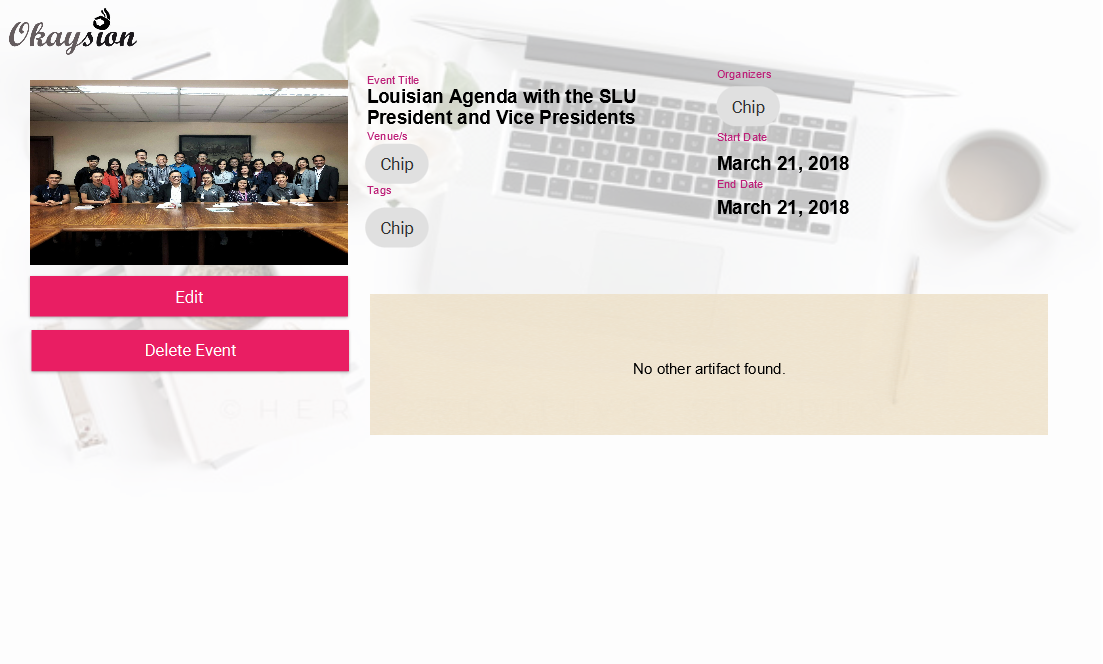 Okaysion
Event Title
Louisian Agenda with the SLU
President and Vice Presidents
Venue/s
Chip
Tags
Chip
Organizers
Chip
Start Date
March 21, 2018
End Date
March 21, 2018
Edit
Delete Event
No other artifact found.